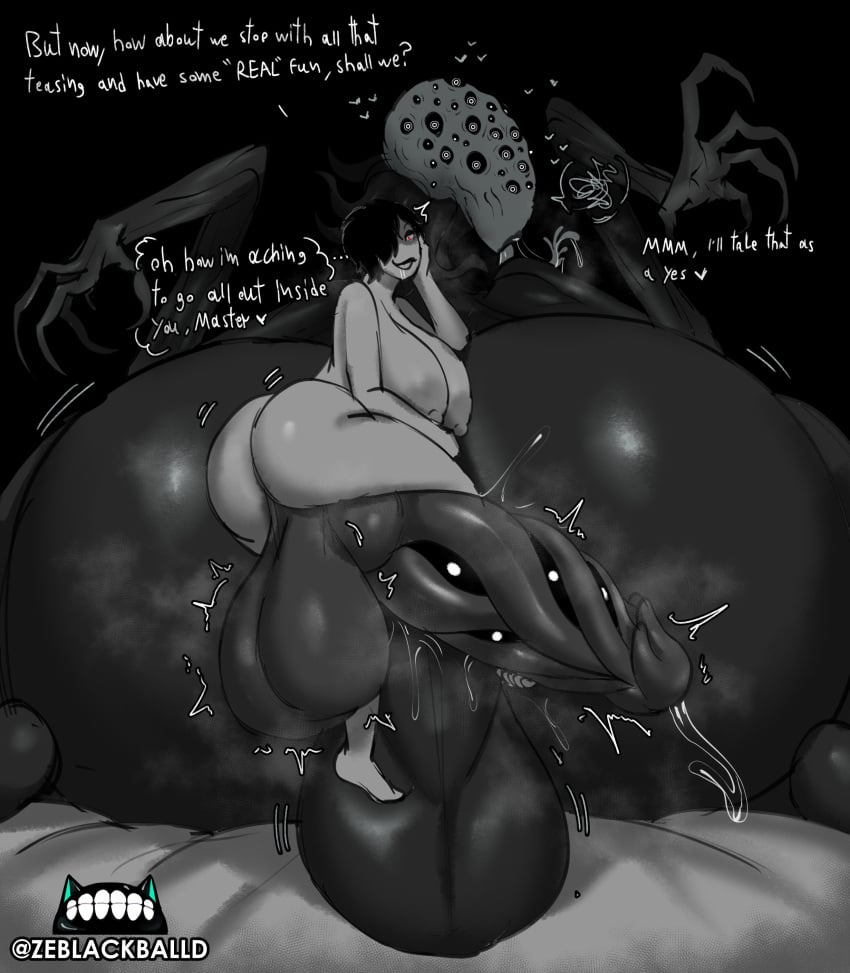 But now, how about we stop with all that
teasing and have some "REAL" fun, shall we?
Oh how im aching
to go all out inside
you, Master ♥
...
MMM, I'll take that as
a yes ♥
@ZEBLACKBALLD